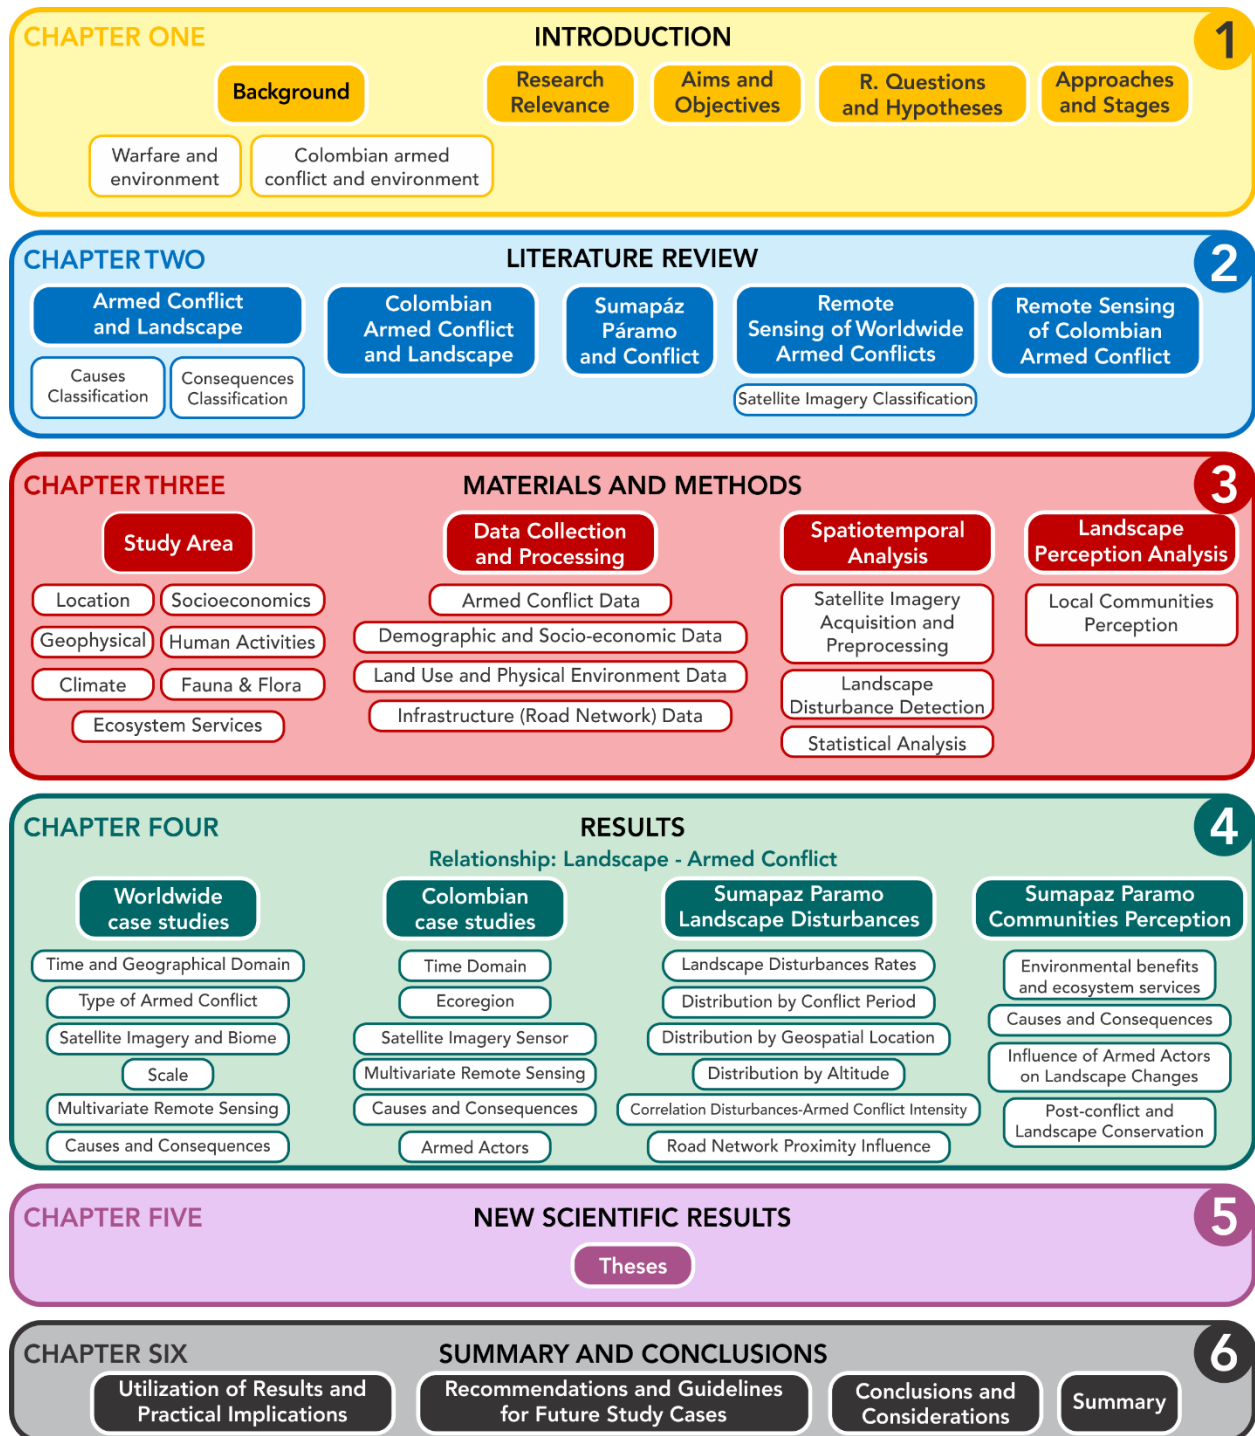 CHAPTER ONE
INTRODUCTION
1
Background
Research
Relevance
Aims and
Objectives
R. Questions
and Hypotheses
Approaches
and Stages
Warfare and
environment
Colombian armed
conflict and environment
CHAPTER TWO
LITERATURE REVIEW
2
Armed Conflict
and Landscape
Colombian
Armed Conflict
and Landscape
Sumapáz
Páramo
and Conflict
Remote
Sensing of Worldwide
Armed Conflicts
Remote Sensing
of Colombian
Armed Conflict
Causes
Classification
Consequences
Classification
Satellite Imagery Classification
CHAPTER THREE
MATERIALS AND METHODS
3
Study Area
Location
Socioeconomics
Geophysical
Human Activities
Climate
Fauna & Flora
Ecosystem Services
Data Collection
and Processing
Armed Conflict Data
Demographic and Socio-economic Data
Land Use and Physical Environment Data
Infrastructure (Road Network) Data
Spatiotemporal
Analysis
Satellite Imagery
Acquisition and
Preprocessing
Landscape
Disturbance Detection
Statistical Analysis
Landscape
Perception Analysis
Local Communities
Perception
CHAPTER FOUR
RESULTS
4
Relationship: Landscape - Armed Conflict
Worldwide
case studies
Time and Geographical Domain
Type of Armed Conflict
Satellite Imagery and Biome
Scale
Multivariate Remote Sensing
Causes and Consequences
Colombian
case studies
Time Domain
Ecoregion
Satellite Imagery Sensor
Multivariate Remote Sensing
Causes and Consequences
Armed Actors
Sumapaz Paramo
Landscape Disturbances
Landscape Disturbances Rates
Distribution by Conflict Period
Distribution by Geospatial Location
Distribution by Altitude
Correlation Disturbances-Armed Conflict Intensity
Road Network Proximity Influence
Sumapaz Paramo
Communities Perception
Environmental benefits
and ecosystem services
Causes and Consequences
Influence of Armed Actors
on Landscape Changes
Post-conflict and
Landscape Conservation
CHAPTER FIVE
NEW SCIENTIFIC RESULTS
5
Theses
CHAPTER SIX
SUMMARY AND CONCLUSIONS
6
Utilization of Results and
Practical Implications
Recommendations and Guidelines
for Future Study Cases
Conclusions and
Considerations
Summary